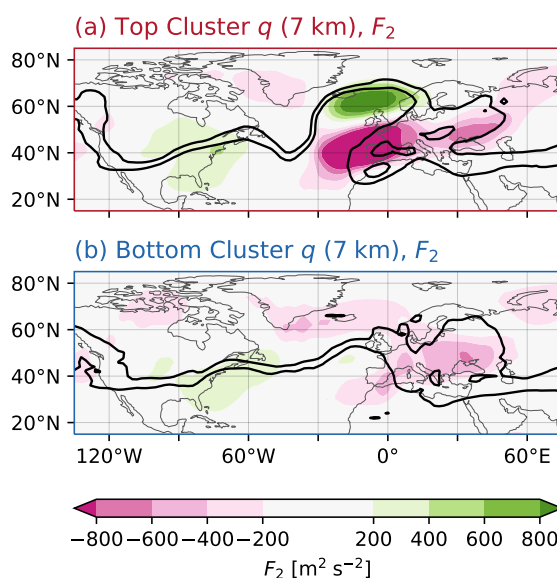 (a) Top Cluster q (7 km), F₂
80°N
60°N
40°N
20°N
(b) Bottom Cluster q (7 km), F₂
80°N
60°N
40°N
20°N
120°W 60°W 0° 60°E
−800 −600 −400 −200 200 400 600 800
F₂ [m² s⁻²]